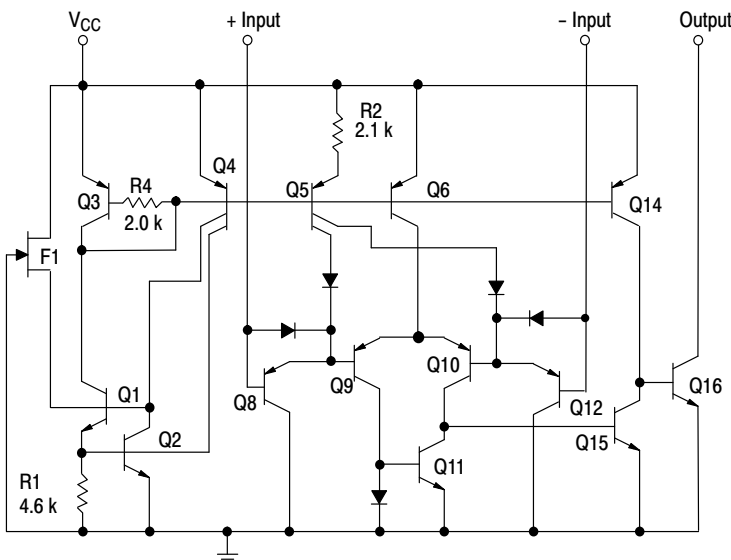 VCC
+ Input
– Input
Output
R2
2.1 k
Q4
R4
Q3
2.0 k
Q5
Q6
Q14
F1
Q1
Q8
Q9
Q10
Q12
Q16
Q2
Q15
Q11
R1
4.6 k